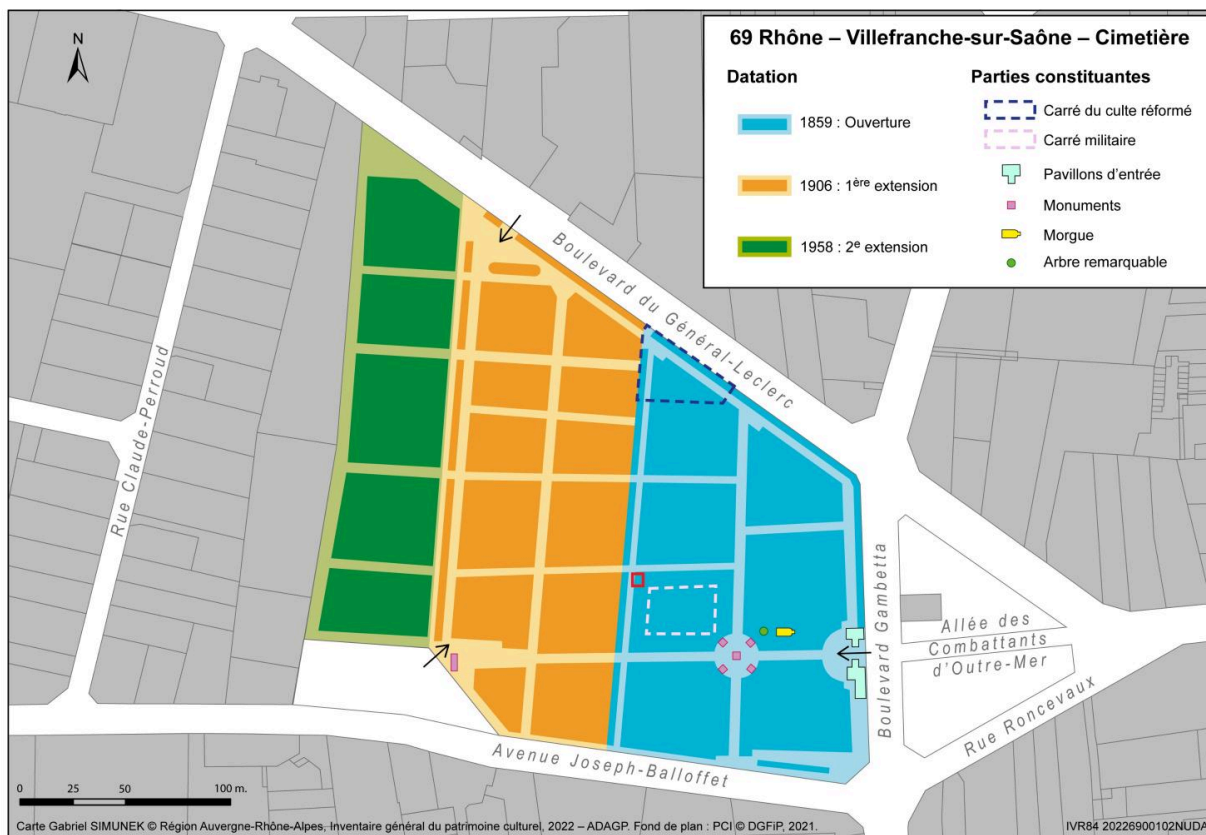 69 Rhône – Villefranche-sur-Saône – Cimetière
Datation
1859 : Ouverture
1906 : 1ère extension
1958 : 2e extension
Parties constituantes
Carré du culte réformé
Carré militaire
Pavillons d'entrée
Monuments
Morgue
Arbre remarquable
N
Boulevard du Général-Leclerc
Rue Claude-Perroud
Boulevard Gambetta
Allée des
Combattants
d'Outre-Mer
Rue Roncevaux
Avenue Joseph-Balloffet
0 25 50 100 m.
Carte Gabriel SIMUNEK © Région Auvergne-Rhône-Alpes, Inventaire général du patrimoine culturel, 2022 – ADAGP. Fond de plan : PCI © DGFiP, 2021.
IVR84 20226900102NUDA